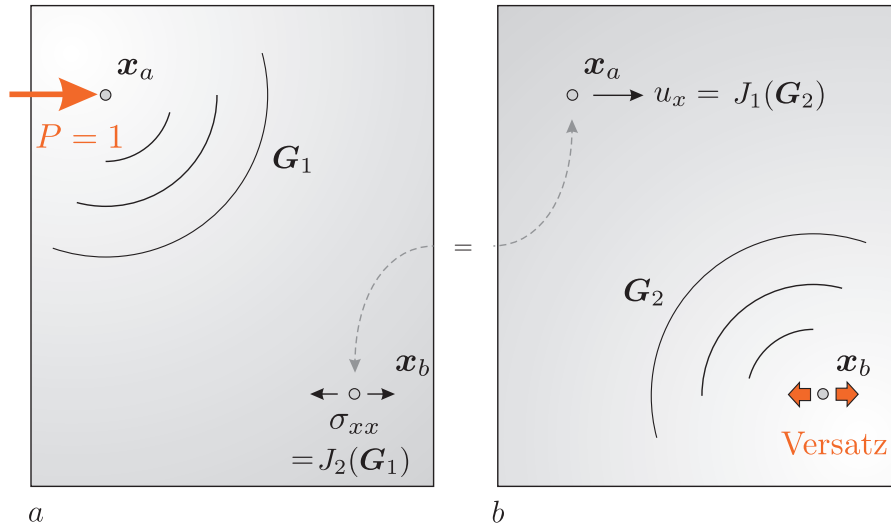 x_a
P = 1
G_1
x_b
σ_xx
= J_2(G_1)
a
=
x_a
u_x = J_1(G_2)
G_2
x_b
Versatz
b